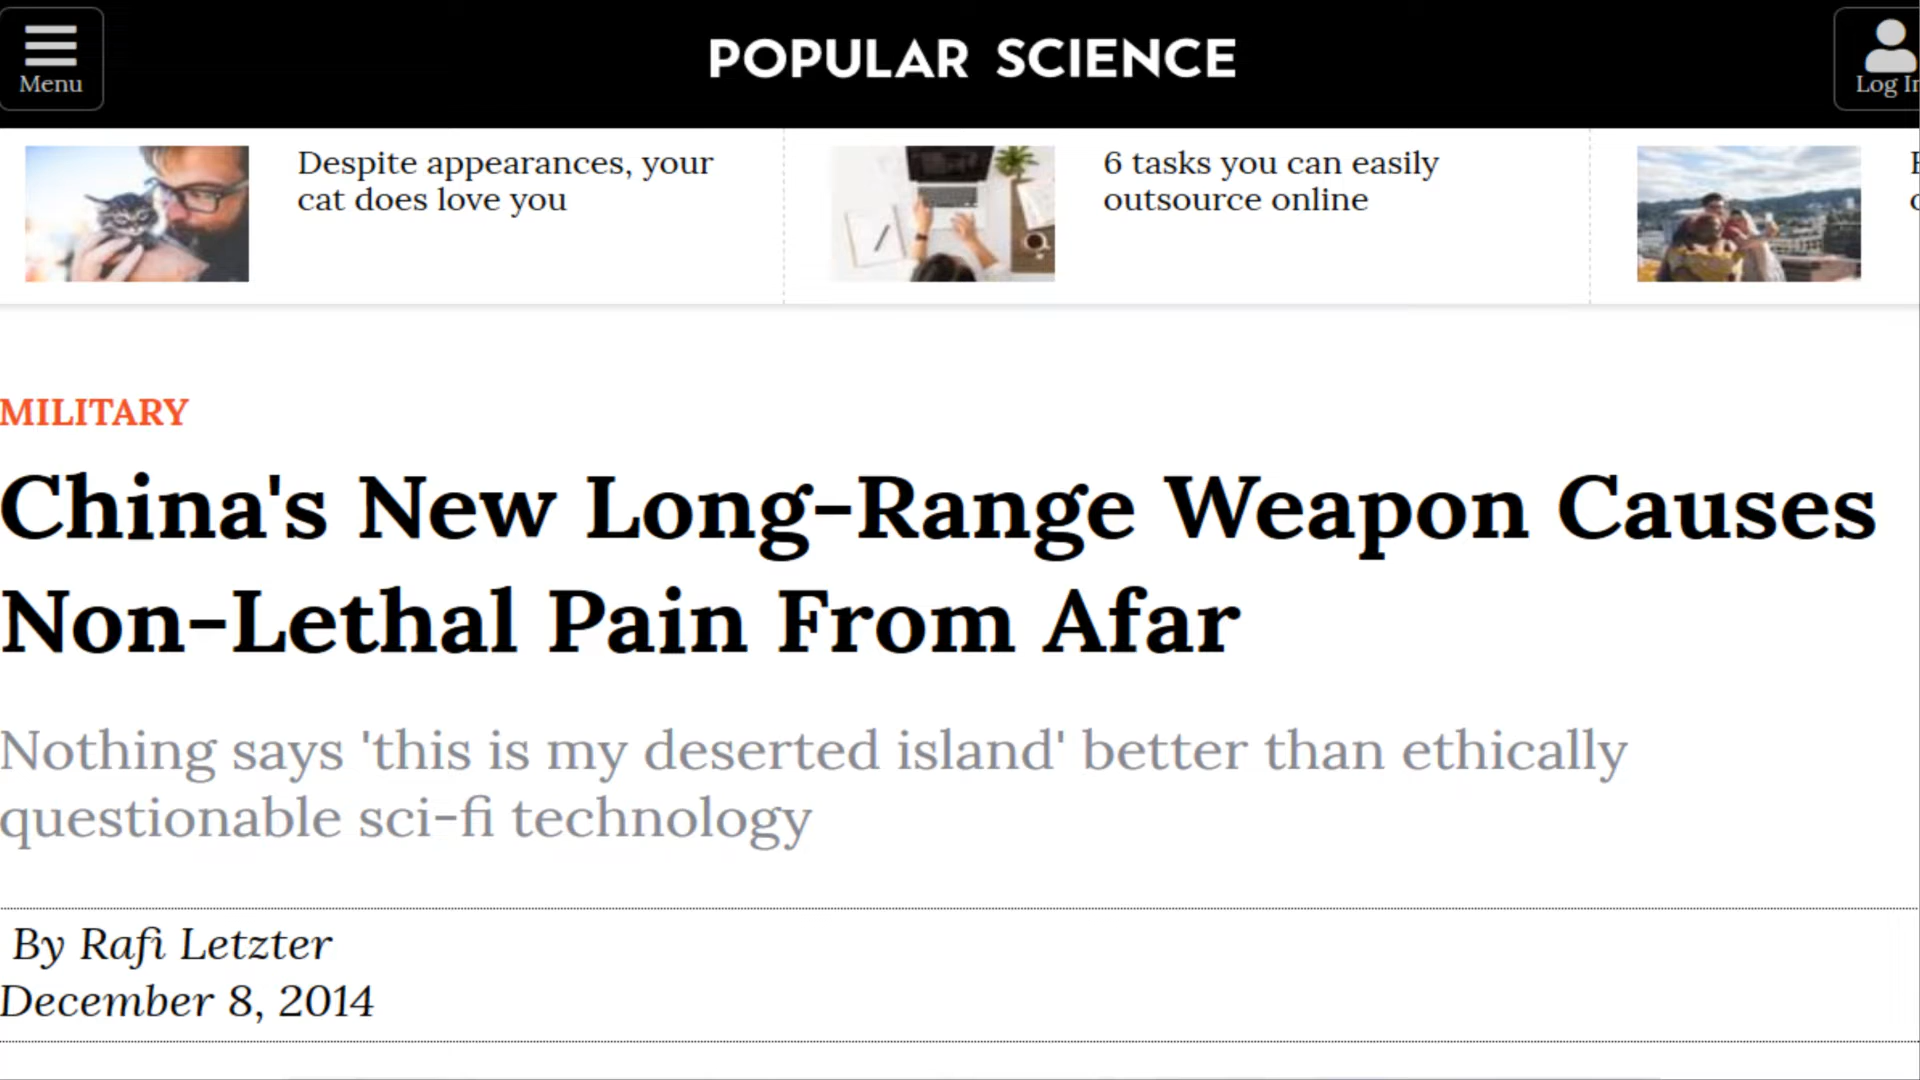 Menu
POPULAR SCIENCE
Log In
Despite appearances, your
cat does love you
6 tasks you can easily
outsource online
MILITARY
China's New Long-Range Weapon Causes
Non-Lethal Pain From Afar
Nothing says 'this is my deserted island' better than ethically
questionable sci-fi technology
By Rafi Letzter
December 8, 2014